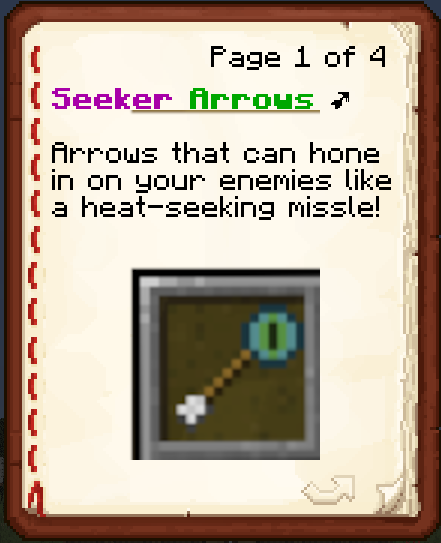 Page 1 of 4
Seeker Arrows ➶
Arrows that can hone
in on your enemies like
a heat-seeking missle!